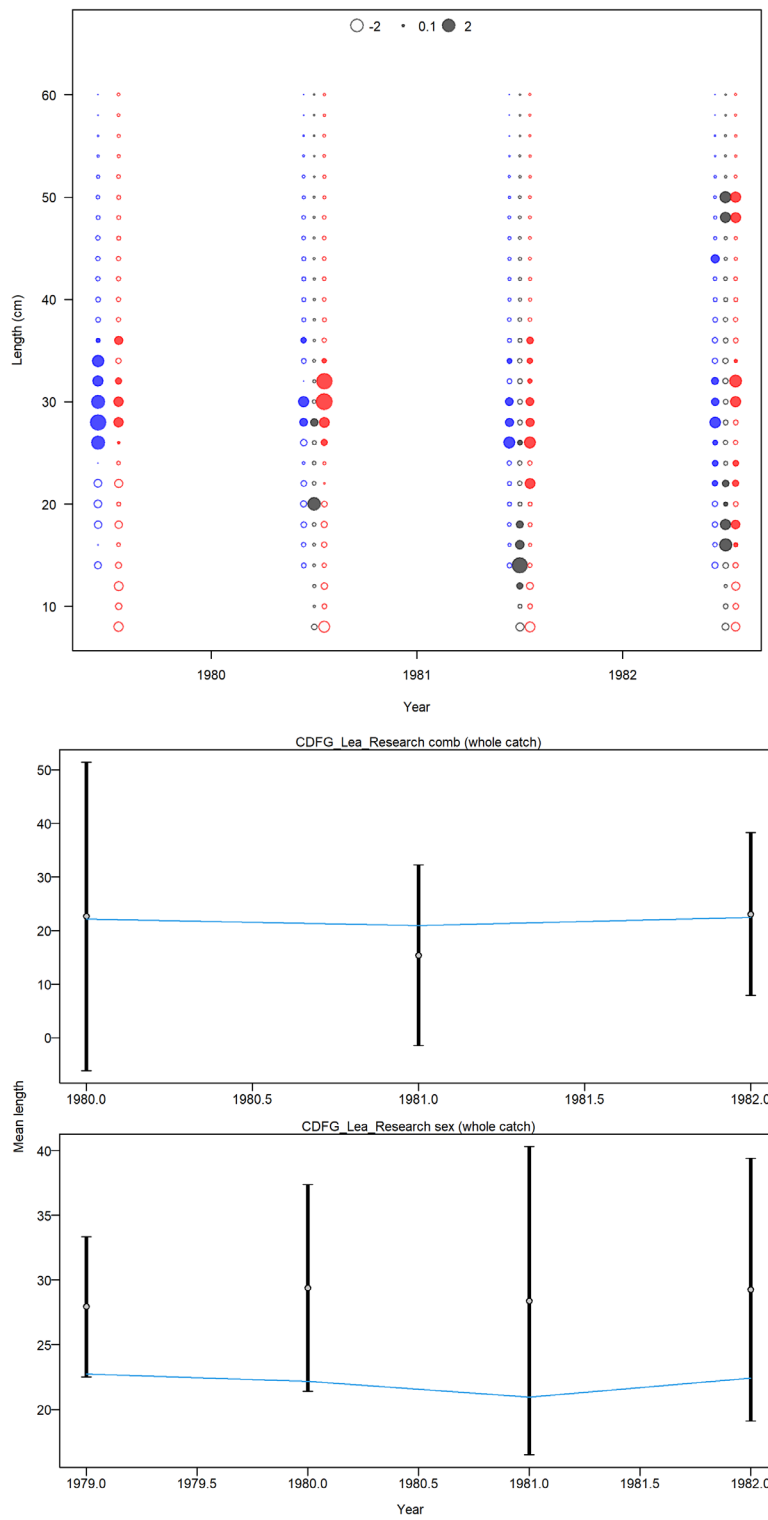 -2 0.1 2
60
50
40
30
20
10
Length (cm)
1980 1981 1982
Year
CDFG_Lea_Research comb (whole catch)
50
40
30
20
10
0
1980.0 1980.5 1981.0 1981.5 1982.0
Mean length
CDFG_Lea_Research sex (whole catch)
40
35
30
25
20
1979.0 1979.5 1980.0 1980.5 1981.0 1981.5 1982.0
Year